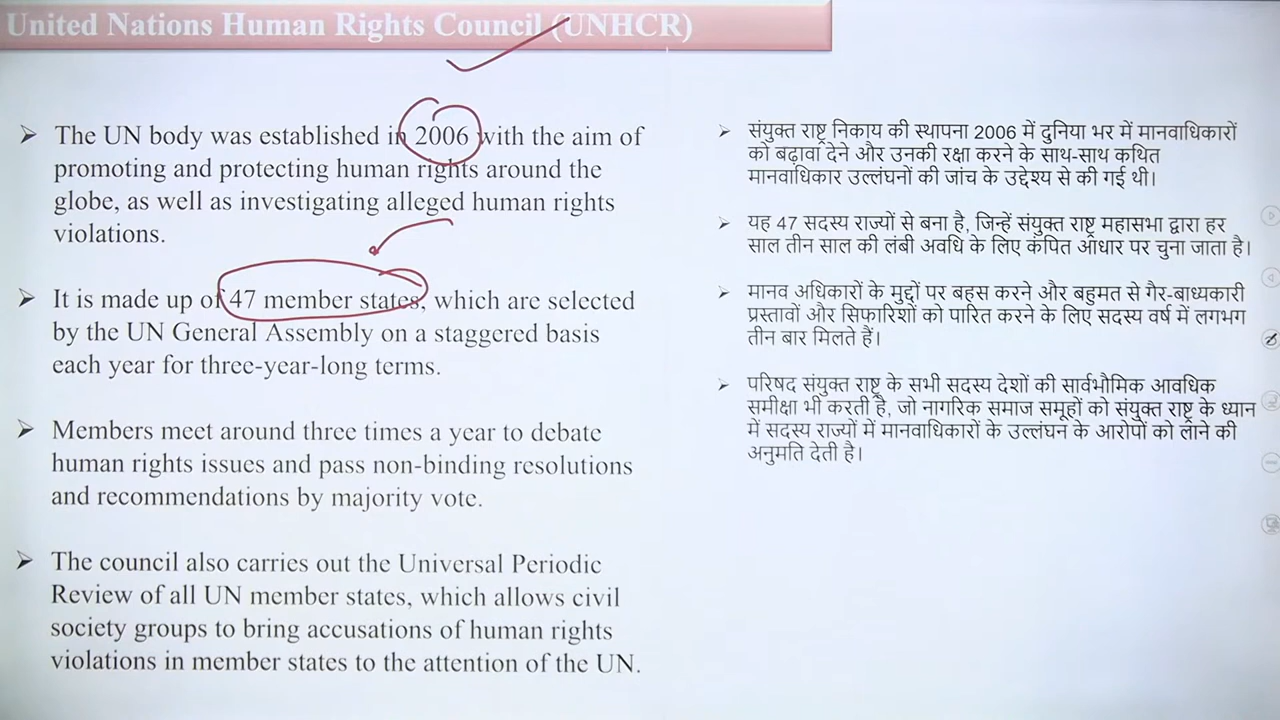 United Nations Human Rights Council (UNHCR)
➢ The UN body was established in 2006 with the aim of
promoting and protecting human rights around the
globe, as well as investigating alleged human rights
violations.
➢ It is made up of 47 member states, which are selected
by the UN General Assembly on a staggered basis
each year for three-year-long terms.
➢ Members meet around three times a year to debate
human rights issues and pass non-binding resolutions
and recommendations by majority vote.
➢ The council also carries out the Universal Periodic
Review of all UN member states, which allows civil
society groups to bring accusations of human rights
violations in member states to the attention of the UN.
➢ संयुक्त राष्ट्र निकाय की स्थापना 2006 में दुनिया भर में मानवाधिकारों
को बढ़ावा देने और उनकी रक्षा करने के साथ-साथ कथित
मानवाधिकार उल्लंघनों की जांच के उद्देश्य से की गई थी।
➢ यह 47 सदस्य राज्यों से बना है, जिन्हें संयुक्त राष्ट्र महासभा द्वारा हर
साल तीन साल की लंबी अवधि के लिए कंपित आधार पर चुना जाता है।
➢ मानव अधिकारों के मुद्दों पर बहस करने और बहुमत से गैर-बाध्यकारी
प्रस्तावों और सिफारिशों को पारित करने के लिए सदस्य वर्ष में लगभग
तीन बार मिलते हैं।
➢ परिषद संयुक्त राष्ट्र के सभी सदस्य देशों की सार्वभौमिक आवधिक
समीक्षा भी करती है, जो नागरिक समाज समूहों को संयुक्त राष्ट्र के ध्यान
में सदस्य राज्यों में मानवाधिकारों के उल्लंघन के आरोपों को लाने की
अनुमति देती है।